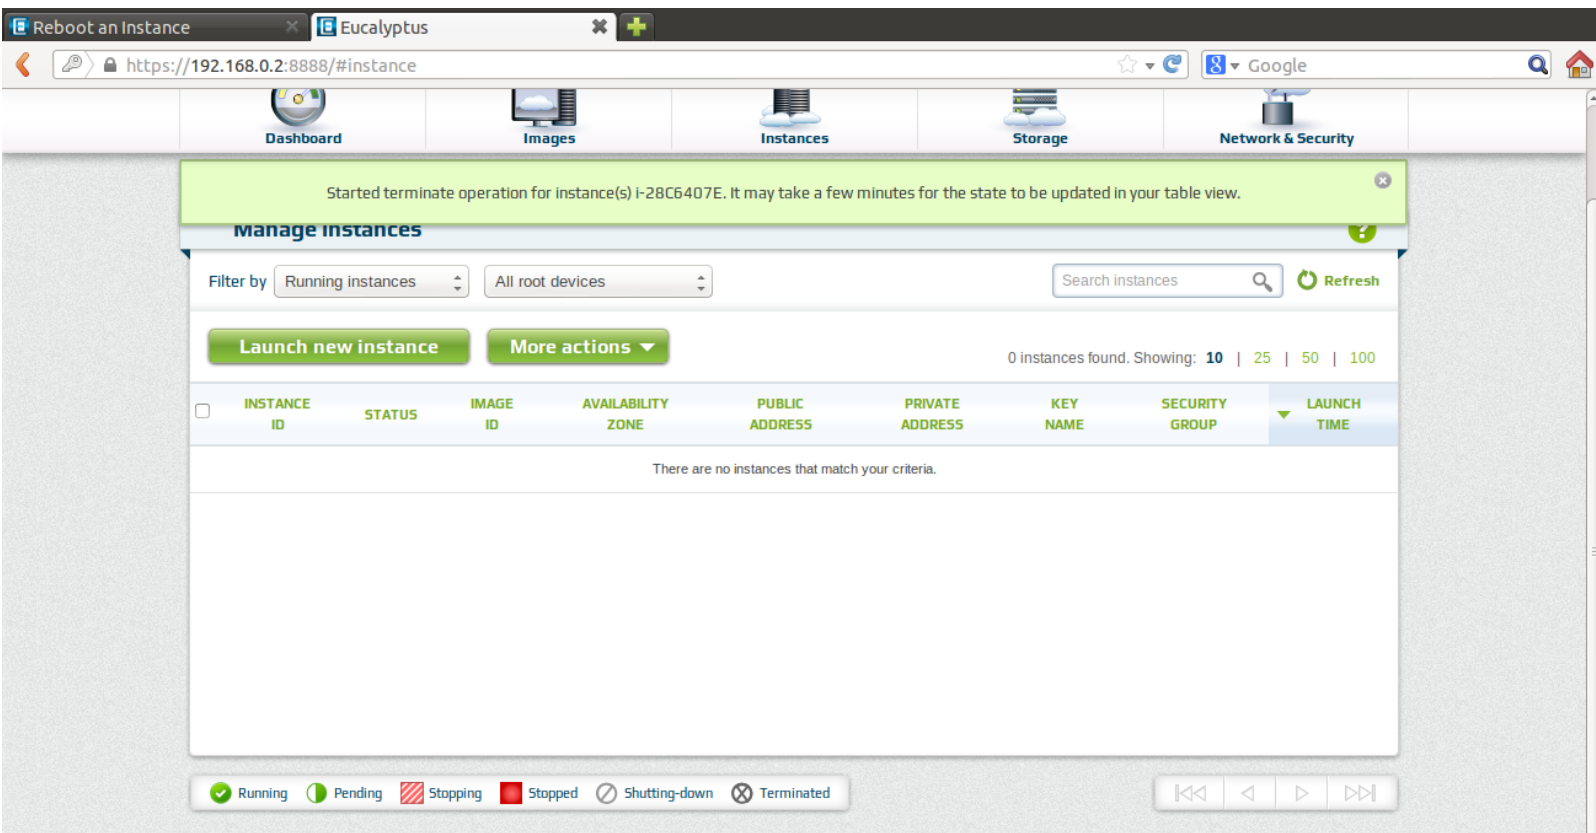 Reboot an Instance
Eucalyptus
https://192.168.0.2:8888/#instance
Google
Dashboard
Images
Instances
Storage
Network & Security
Started terminate operation for instance(s) i-28C6407E. It may take a few minutes for the state to be updated in your table view.
Manage Instances
Filter by
Running instances
All root devices
Search instances
Refresh
Launch new instance
More actions
0 instances found. Showing: 10 | 25 | 50 | 100
INSTANCE
ID
STATUS
IMAGE
ID
AVAILABILITY
ZONE
PUBLIC
ADDRESS
PRIVATE
ADDRESS
KEY
NAME
SECURITY
GROUP
LAUNCH
TIME
There are no instances that match your criteria.
Running
Pending
Stopping
Stopped
Shutting-down
Terminated